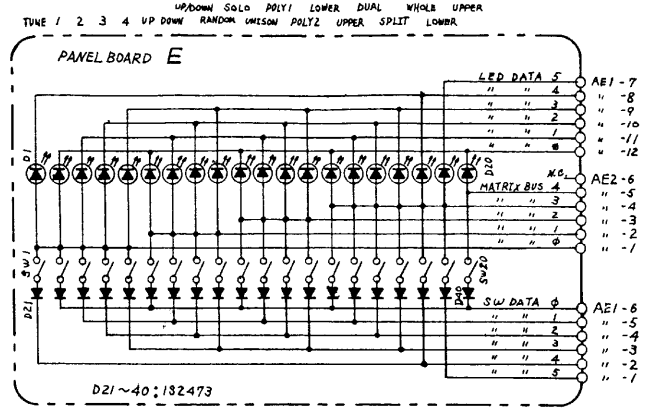 UP/DOWN SOLO POLY1 LOWER DUAL WHOLE UPPER
TUNE 1 2 3 4 UP DOWN RANDOM UNISON POLY2 UPPER SPLIT LOWER
PANEL BOARD E
LED DATA 5 AE1-7
" " 4 " -8
" " 3 " -9
" " 2 " -10
" " 1 " -11
" " 0 " -12
D1
D20
N.C. AE2-6
MATRIX BUS 4 " -5
" " 3 " -4
" " 2 " -3
" " 1 " -2
" " 0 " -1
SW1
SW20
D21
D40
SW DATA 0 AE1-6
" " 1 " -5
" " 2 " -4
" " 3 " -3
" " 4 " -2
" " 5 " -1
D21~40:1S2473